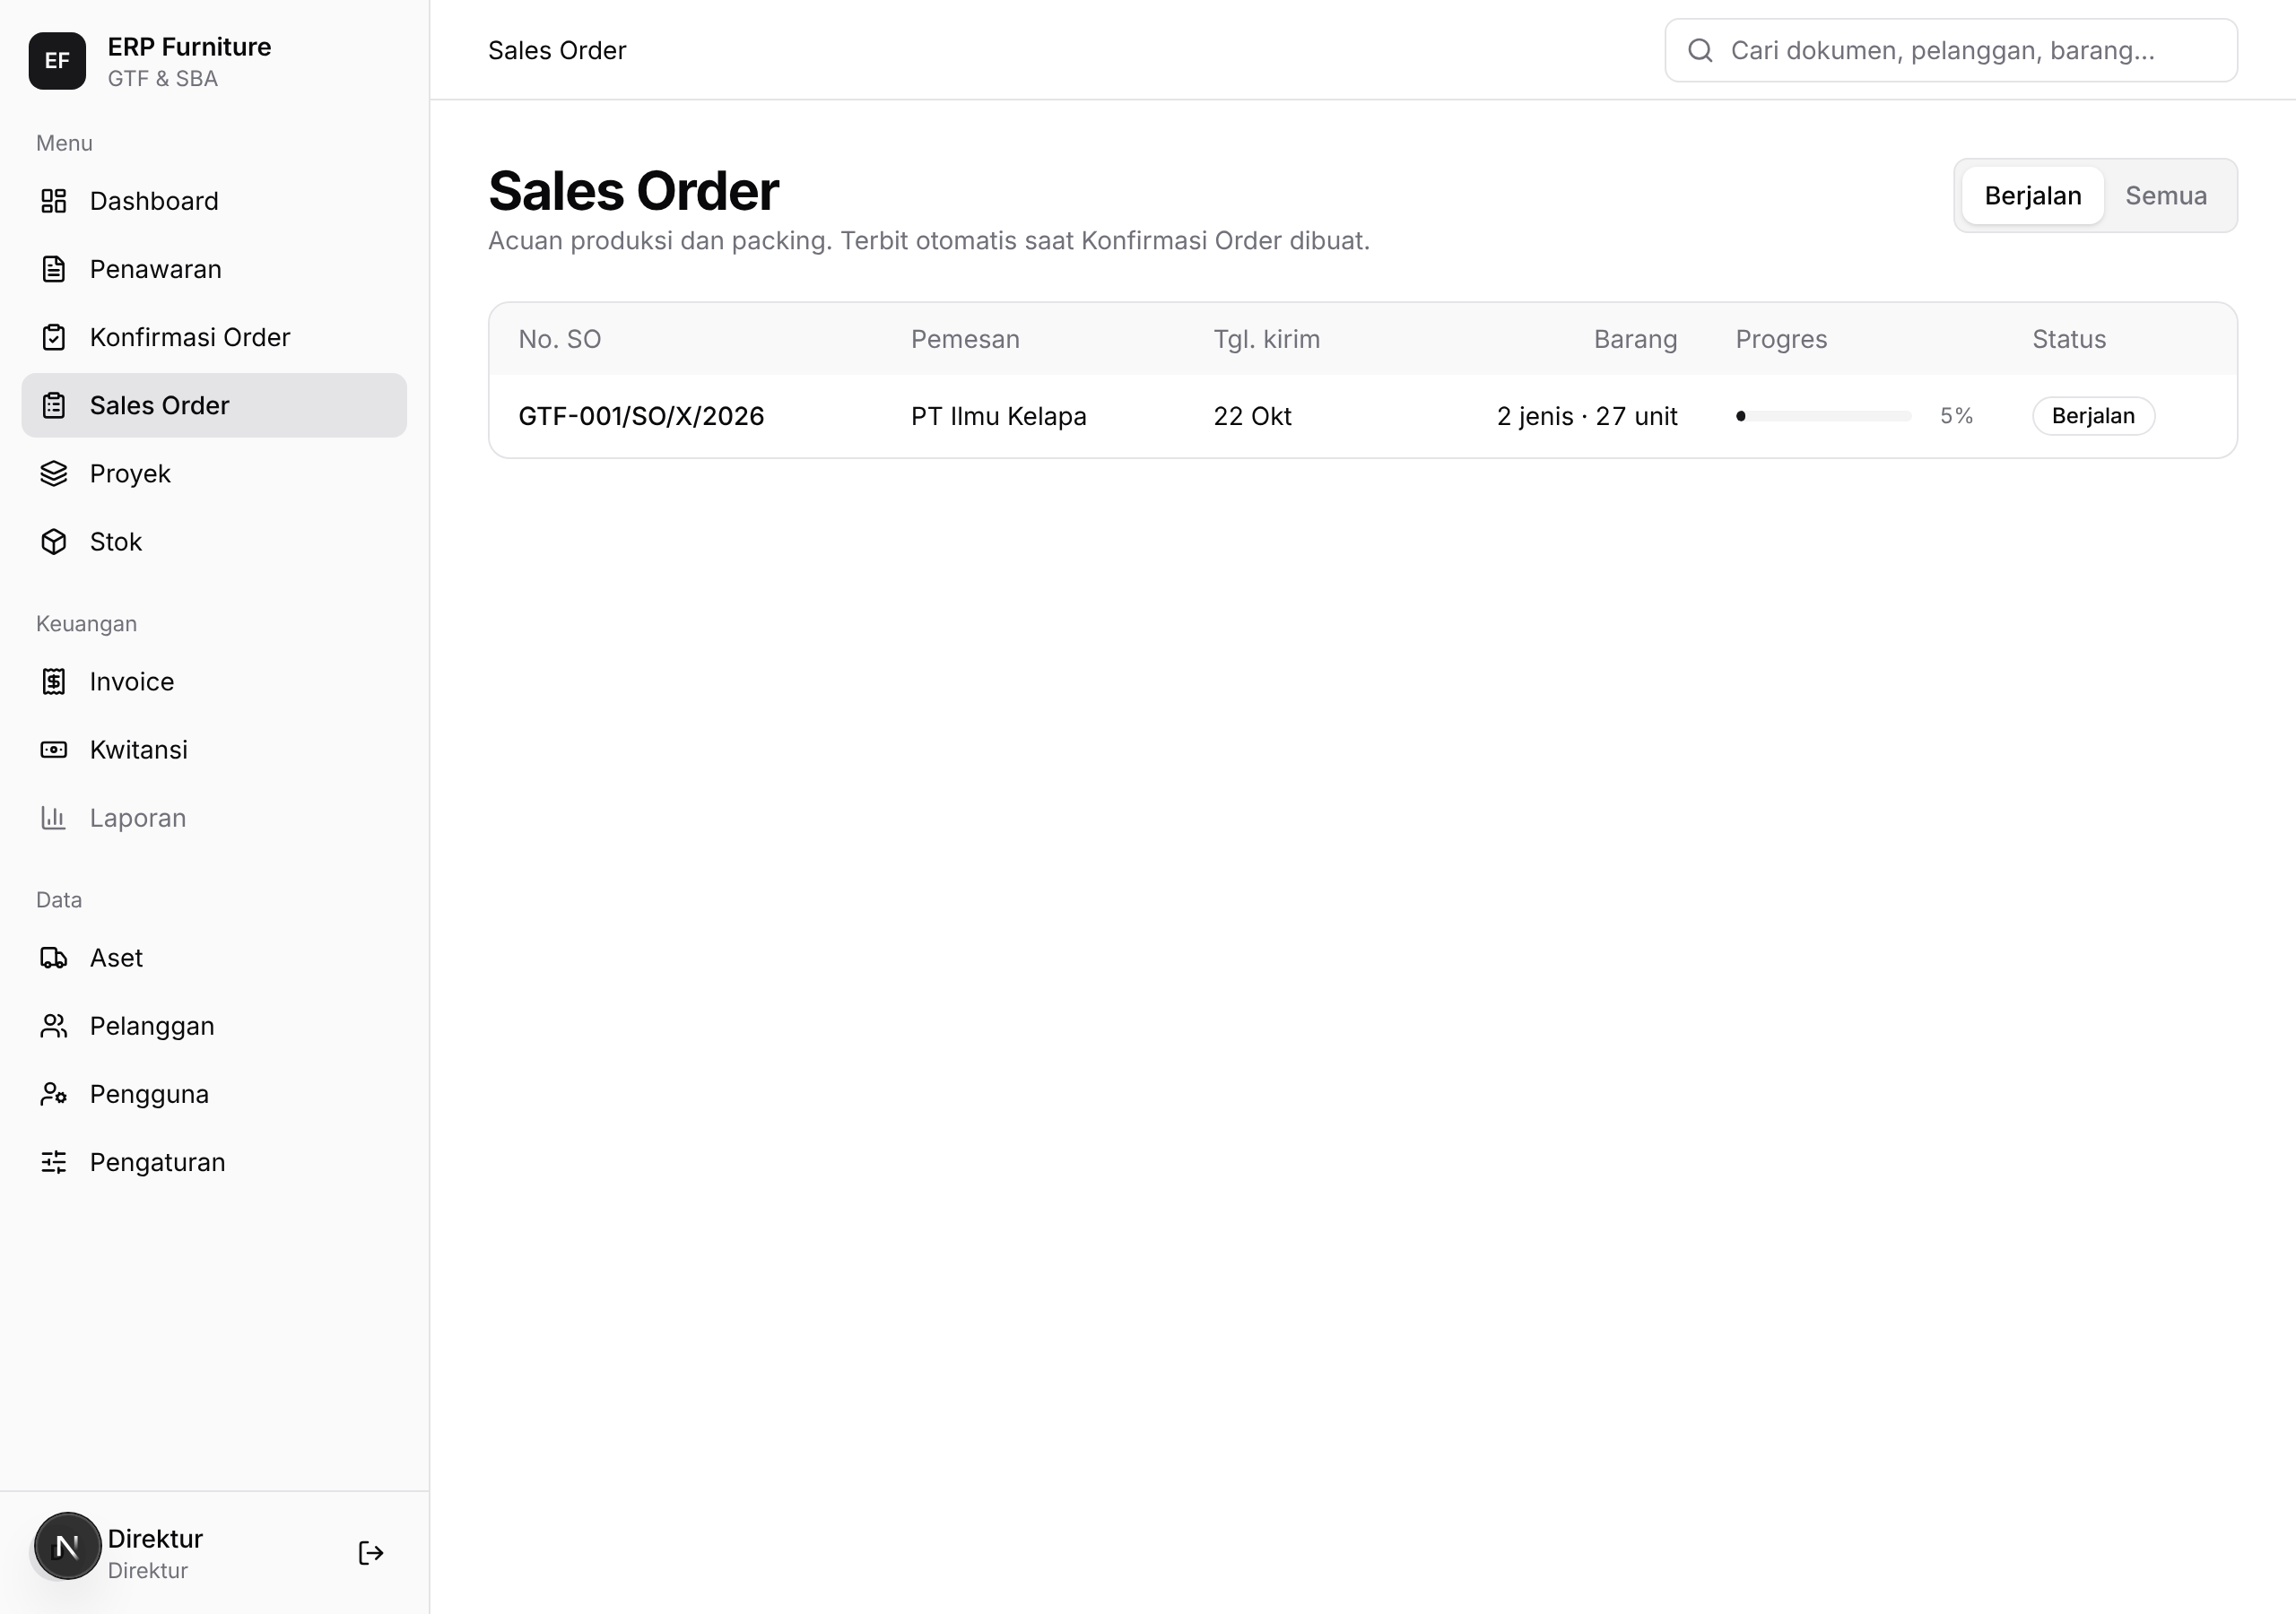 EF
ERP Furniture
GTF & SBA
Menu
Dashboard
Penawaran
Konfirmasi Order
Sales Order
Proyek
Stok
Keuangan
Invoice
Kwitansi
Laporan
Data
Aset
Pelanggan
Pengguna
Pengaturan
N
Direktur
Direktur
Sales Order
Cari dokumen, pelanggan, barang...
Sales Order
Acuan produksi dan packing. Terbit otomatis saat Konfirmasi Order dibuat.
Berjalan Semua
No. SO Pemesan Tgl. kirim Barang Progres Status
GTF-001/SO/X/2026 PT Ilmu Kelapa 22 Okt 2 jenis · 27 unit 5% Berjalan